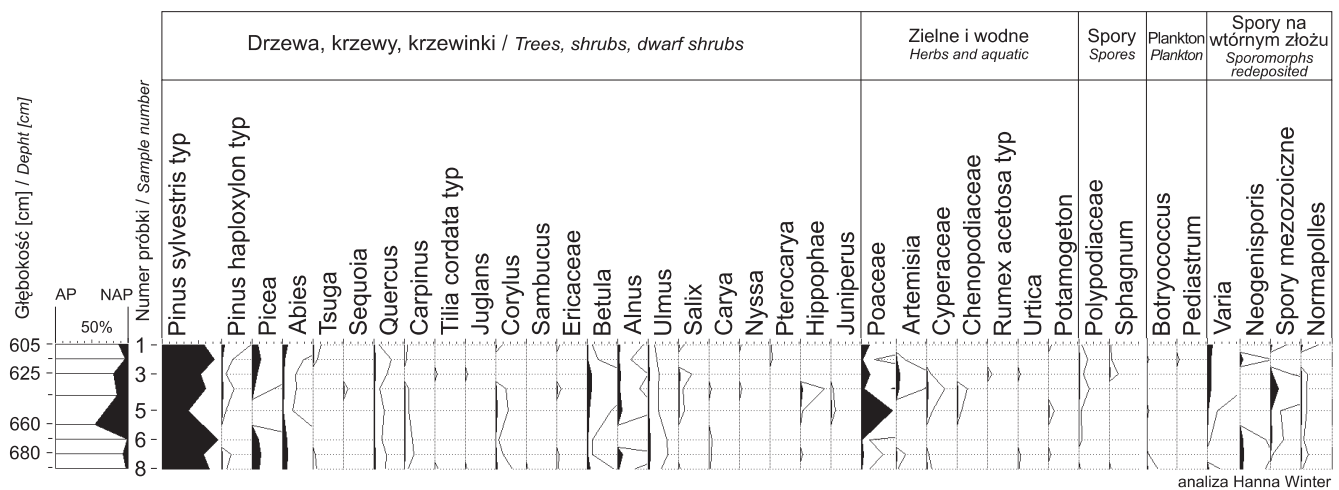 Drzewa, krzewy, krzewinki / Trees, shrubs, dwarf shrubs
Zielne i wodne
Herbs and aquatic
Spory
Spores
Plankton
Plankton
Spory na
wtórnym złożu
Sporomorphs
redeposited
Głębokość [cm] / Depht [cm]
AP NAP
50%
Numer próbki / Sample number
Pinus sylvestris typ
Pinus haploxylon typ
Picea
Abies
Tsuga
Sequoia
Quercus
Carpinus
Tilia cordata typ
Juglans
Corylus
Sambucus
Ericaceae
Betula
Alnus
Ulmus
Salix
Carya
Nyssa
Pterocarya
Hippophae
Juniperus
Poaceae
Artemisia
Cyperaceae
Chenopodiaceae
Rumex acetosa typ
Urtica
Potamogeton
Polypodiaceae
Sphagnum
Botryococcus
Pediastrum
Varia
Neogenisporis
Spory mezozoiczne
Normapolles
605 1
625 3
5
660
6
680
8
analiza Hanna Winter